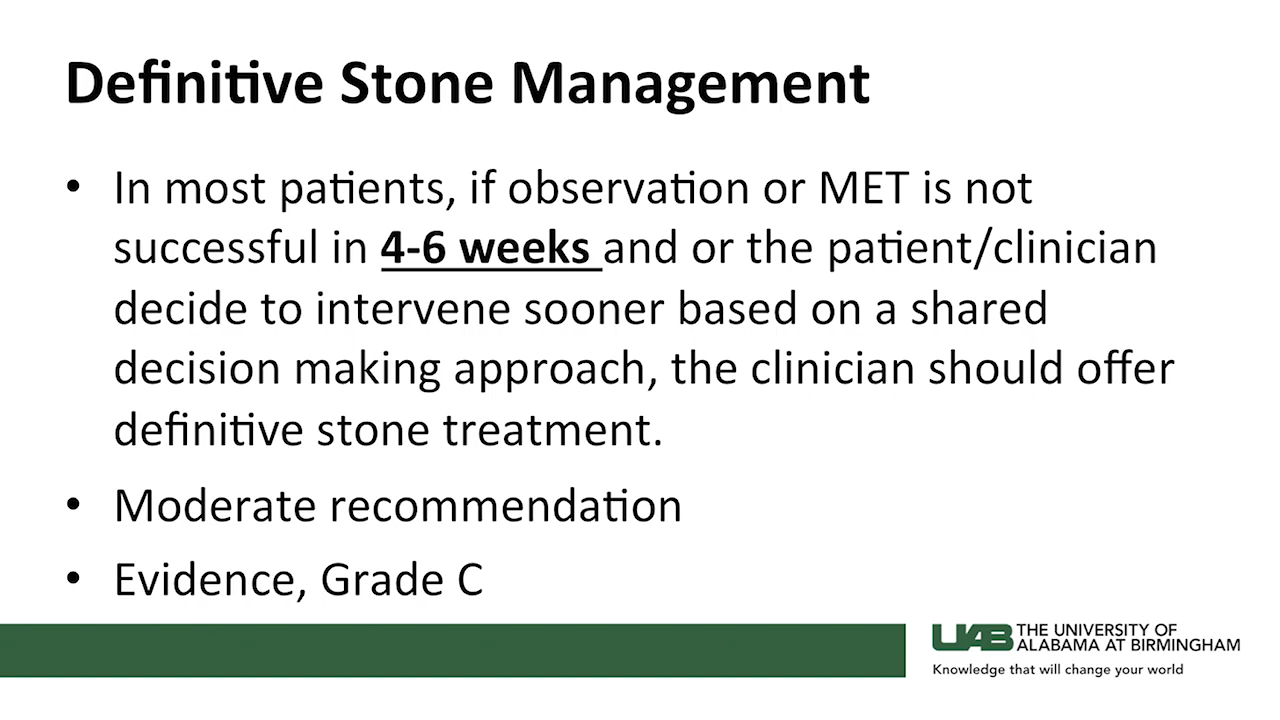 Definitive Stone Management
• In most patients, if observation or MET is not
successful in 4-6 weeks and or the patient/clinician
decide to intervene sooner based on a shared
decision making approach, the clinician should offer
definitive stone treatment.
• Moderate recommendation
• Evidence, Grade C
UAB THE UNIVERSITY OF
ALABAMA AT BIRMINGHAM
Knowledge that will change your world